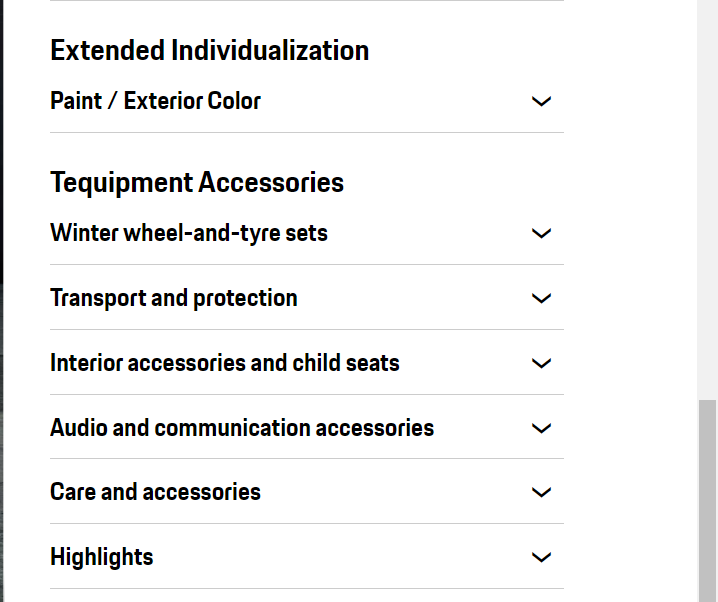 Extended Individualization
Paint / Exterior Color
Tequipment Accessories
Winter wheel-and-tyre sets
Transport and protection
Interior accessories and child seats
Audio and communication accessories
Care and accessories
Highlights